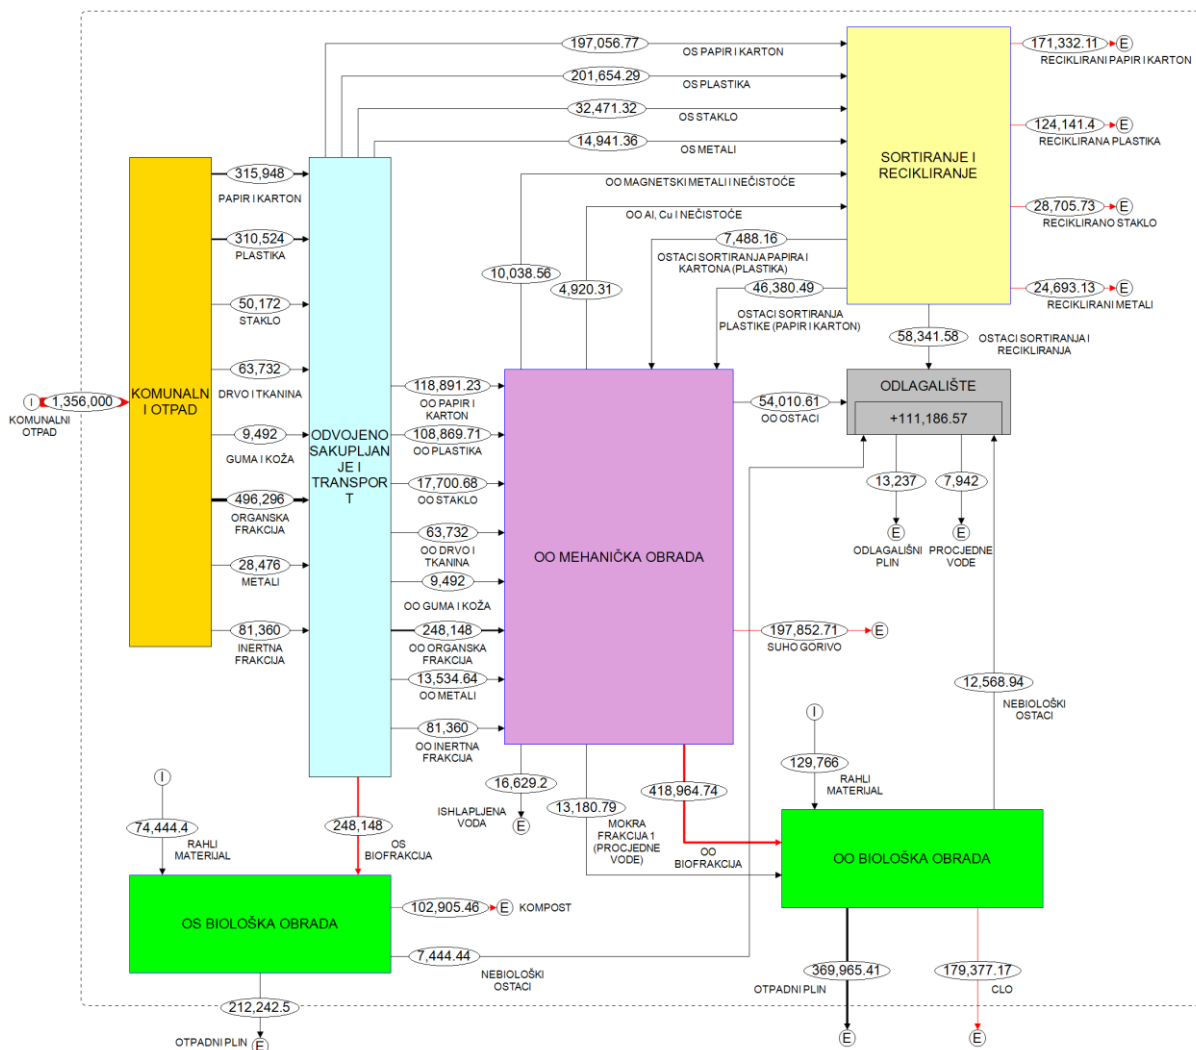 197,056.77
OS PAPIR I KARTON
201,654.29
OS PLASTIKA
32,471.32
OS STAKLO
14,941.36
OS METALI
OO MAGNETSKI METALI I NEČISTOĆE
OO Al, Cu I NEČISTOĆE
10,038.56
4,920.31
SORTIRANJE I
RECIKLIRANJE
171,332.11
E
RECIKLIRANI PAPIR I KARTON
124,141.4
E
RECIKLIRANA PLASTIKA
28,705.73
E
RECIKLIRANO STAKLO
24,693.13
E
RECIKLIRANI METALI
7,488.16
OSTACI SORTIRANJA PAPIRA I
KARTONA (PLASTIKA)
46,380.49
OSTACI SORTIRANJA
PLASTIKE (PAPIR I KARTON)
58,341.58
OSTACI SORTIRANJA I
RECIKLIRANJA
I
1,356,000
KOMUNALNI
OTPAD
KOMUNALN
I OTPAD
315,948
PAPIR I KARTON
310,524
PLASTIKA
50,172
STAKLO
63,732
DRVO I TKANINA
9,492
GUMA I KOŽA
496,296
ORGANSKA
FRAKCIJA
28,476
METALI
81,360
INERTNA
FRAKCIJA
ODVOJENO
SAKUPLJAN
JE I
TRANSPOR
T
118,891.23
OO PAPIR I
KARTON
108,869.71
OO PLASTIKA
17,700.68
OO STAKLO
63,732
OO DRVO I
TKANINA
9,492
OO GUMA I KOŽA
248,148
OO ORGANSKA
FRAKCIJA
13,534.64
OO METALI
81,360
OO INERTNA
FRAKCIJA
OO MEHANIČKA OBRADA
54,010.61
OO OSTACI
ODLAGALIŠTE
+111,186.57
13,237
E
ODLAGALIŠNI
PLIN
7,942
E
PROCJEDNE
VODE
197,852.71
E
SUHO GORIVO
12,568.94
NEBIOLOŠKI
OSTACI
16,629.2
ISHLAPLJENA
VODA
E
13,180.79
MOKRA
FRAKCIJA 1
(PROCJEDNE
VODE)
418,964.74
OO
BIOFRAKCIJA
I
129,766
RAHLI
MATERIJAL
OO BIOLOŠKA OBRADA
I
74,444.4
RAHLI
MATERIJAL
248,148
OS
BIOFRAKCIJA
OS BIOLOŠKA OBRADA
102,905.46
E
KOMPOST
7,444.44
NEBIOLOŠKI
OSTACI
212,242.5
OTPADNI PLIN
E
369,965.41
OTPADNI PLIN
E
179,377.17
CLO
E